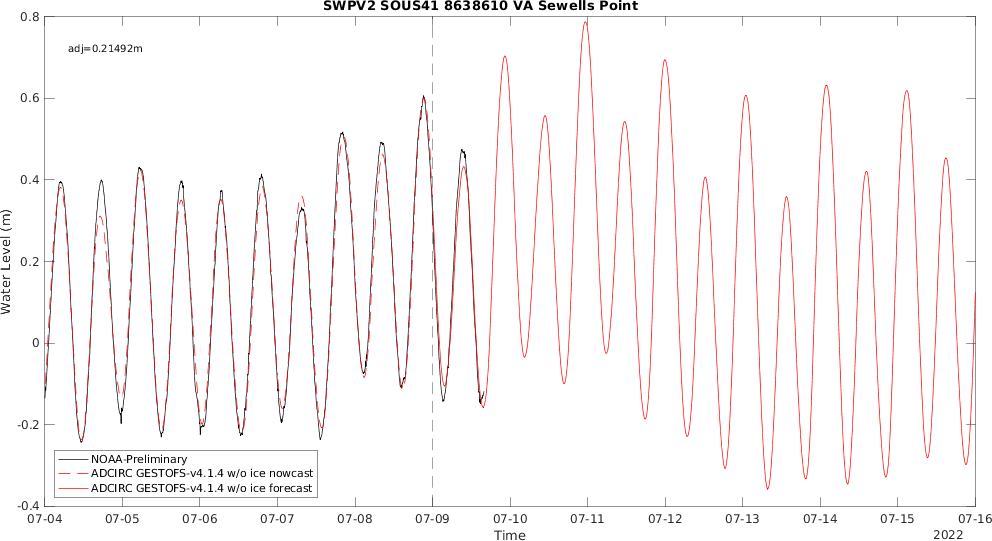 SWPV2 SOUS41 8638610 VA Sewells Point
adj=0.21492m
0.8
0.6
0.4
0.2
0
-0.2
-0.4
Water Level (m)
NOAA-Preliminary
ADCIRC GESTOFS-v4.1.4 w/o ice nowcast
ADCIRC GESTOFS-v4.1.4 w/o ice forecast
07-04 07-05 07-06 07-07 07-08 07-09 07-10 07-11 07-12 07-13 07-14 07-15 07-16
Time
2022